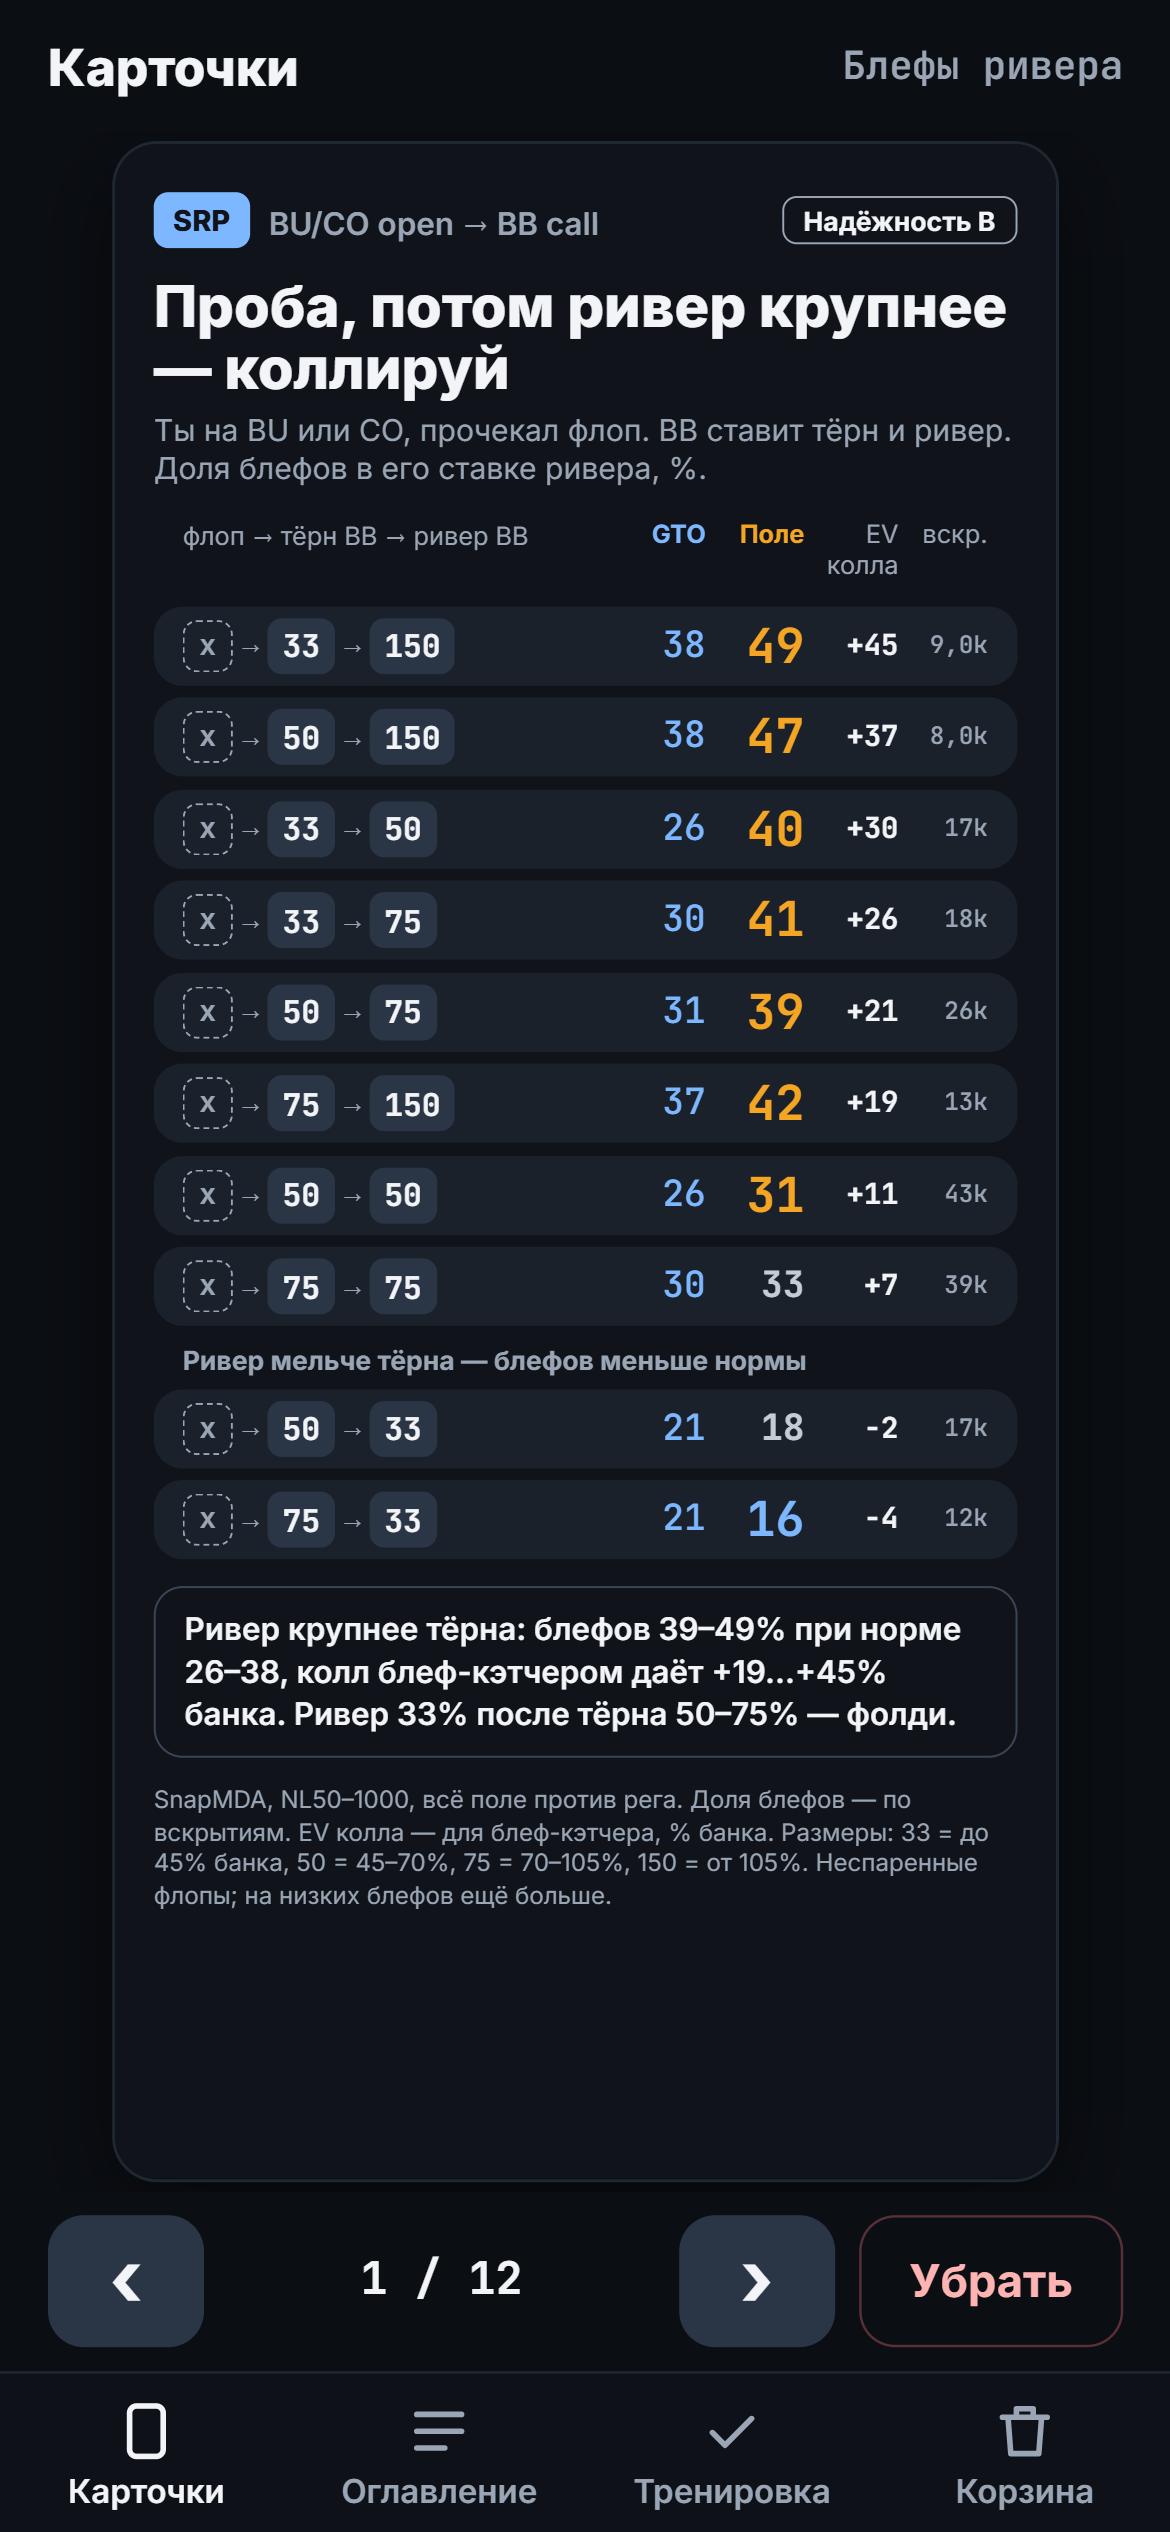 Карточки
Блефы ривера
SRP BU/CO open → BB call Надёжность B
Проба, потом ривер крупнее
— коллируй
Ты на BU или CO, прочекал флоп. BB ставит тёрн и ривер.
Доля блефов в его ставке ривера, %.
флоп → тёрн BB → ривер BB GTO Поле EV колла вскр.
x → 33 → 150 38 49 +45 9,0k
x → 50 → 150 38 47 +37 8,0k
x → 33 → 50 26 40 +30 17k
x → 33 → 75 30 41 +26 18k
x → 50 → 75 31 39 +21 26k
x → 75 → 150 37 42 +19 13k
x → 50 → 50 26 31 +11 43k
x → 75 → 75 30 33 +7 39k
Ривер мельче тёрна — блефов меньше нормы
x → 50 → 33 21 18 -2 17k
x → 75 → 33 21 16 -4 12k
Ривер крупнее тёрна: блефов 39–49% при норме
26–38, колл блеф-кэтчером даёт +19…+45%
банка. Ривер 33% после тёрна 50–75% — фолди.
SnapMDA, NL50–1000, всё поле против рега. Доля блефов — по
вскрытиям. EV колла — для блеф-кэтчера, % банка. Размеры: 33 = до
45% банка, 50 = 45–70%, 75 = 70–105%, 150 = от 105%. Неспаренные
флопы; на низких блефов ещё больше.
‹ 1 / 12 › Убрать
Карточки Оглавление Тренировка Корзина